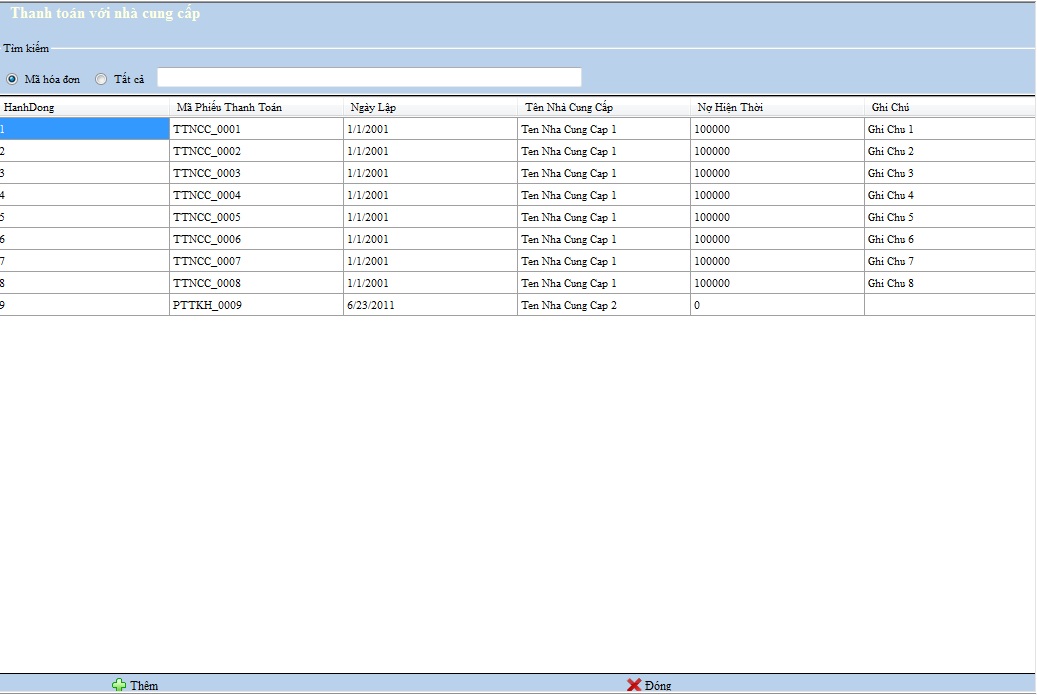 Thanh toán với nhà cung cấp
Tìm kiếm
Mã hóa đơn Tất cả
HanhDong Mã Phiếu Thanh Toán Ngày Lập Tên Nhà Cung Cấp Nợ Hiện Thời Ghi Chú
1 TTNCC_0001 1/1/2001 Ten Nha Cung Cap 1 100000 Ghi Chu 1
2 TTNCC_0002 1/1/2001 Ten Nha Cung Cap 1 100000 Ghi Chu 2
3 TTNCC_0003 1/1/2001 Ten Nha Cung Cap 1 100000 Ghi Chu 3
4 TTNCC_0004 1/1/2001 Ten Nha Cung Cap 1 100000 Ghi Chu 4
5 TTNCC_0005 1/1/2001 Ten Nha Cung Cap 1 100000 Ghi Chu 5
6 TTNCC_0006 1/1/2001 Ten Nha Cung Cap 1 100000 Ghi Chu 6
7 TTNCC_0007 1/1/2001 Ten Nha Cung Cap 1 100000 Ghi Chu 7
8 TTNCC_0008 1/1/2001 Ten Nha Cung Cap 1 100000 Ghi Chu 8
9 PTTKH_0009 6/23/2011 Ten Nha Cung Cap 2 0
Thêm Đóng